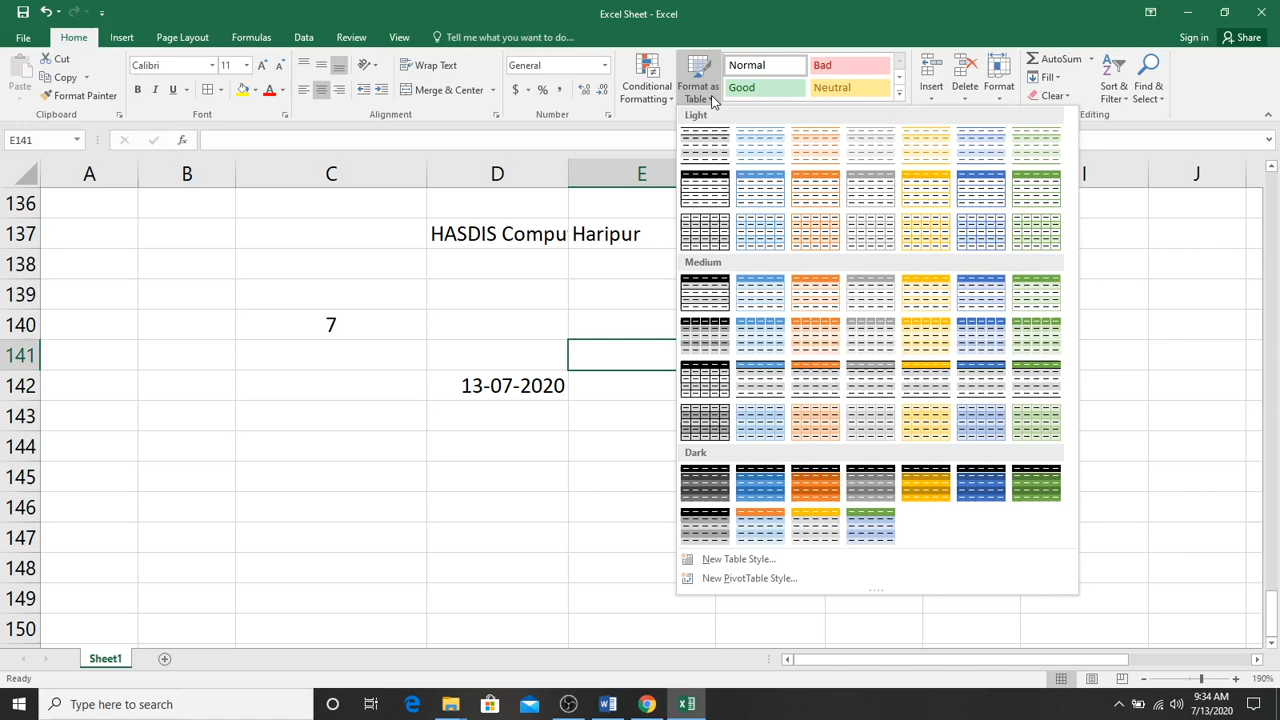 Excel Sheet - Excel
File Home Insert Page Layout Formulas Data Review View Tell me what you want to do... Sign in Share
Paste
Cut
Copy
Format Painter
Clipboard
Calibri 11
B I U
Font
Wrap Text
Merge & Center
Alignment
General
$ % ,
Number
Conditional Formatting
Format as Table
Normal Bad
Good Neutral
Insert Delete Format
AutoSum
Fill
Clear
Sort & Filter
Find & Select
Editing
E141
fx
Light
Medium
Dark
New Table Style...
New PivotTable Style...
A B C D E I J
136
137 HASDIS Compu Haripur
138
139
140 7
141
142 13-07-2020
143
144
145
146
147
148
149
150
Sheet1
Ready 190%
Type here to search
9:34 AM
7/13/2020